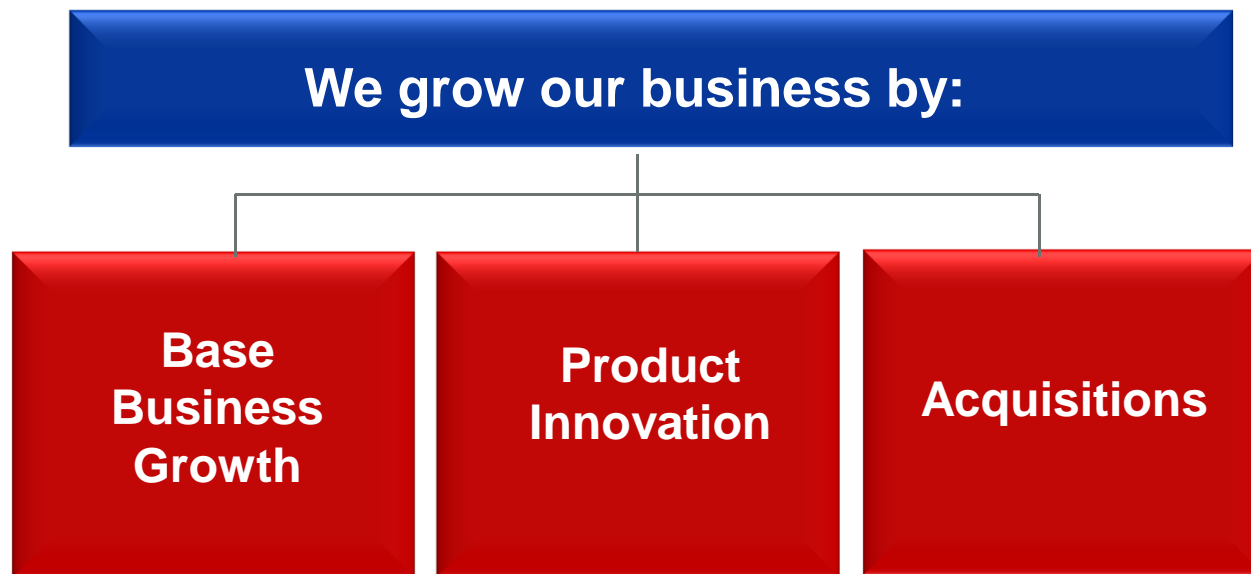 We grow our business by:
Base
Business
Growth
Product
Innovation
Acquisitions